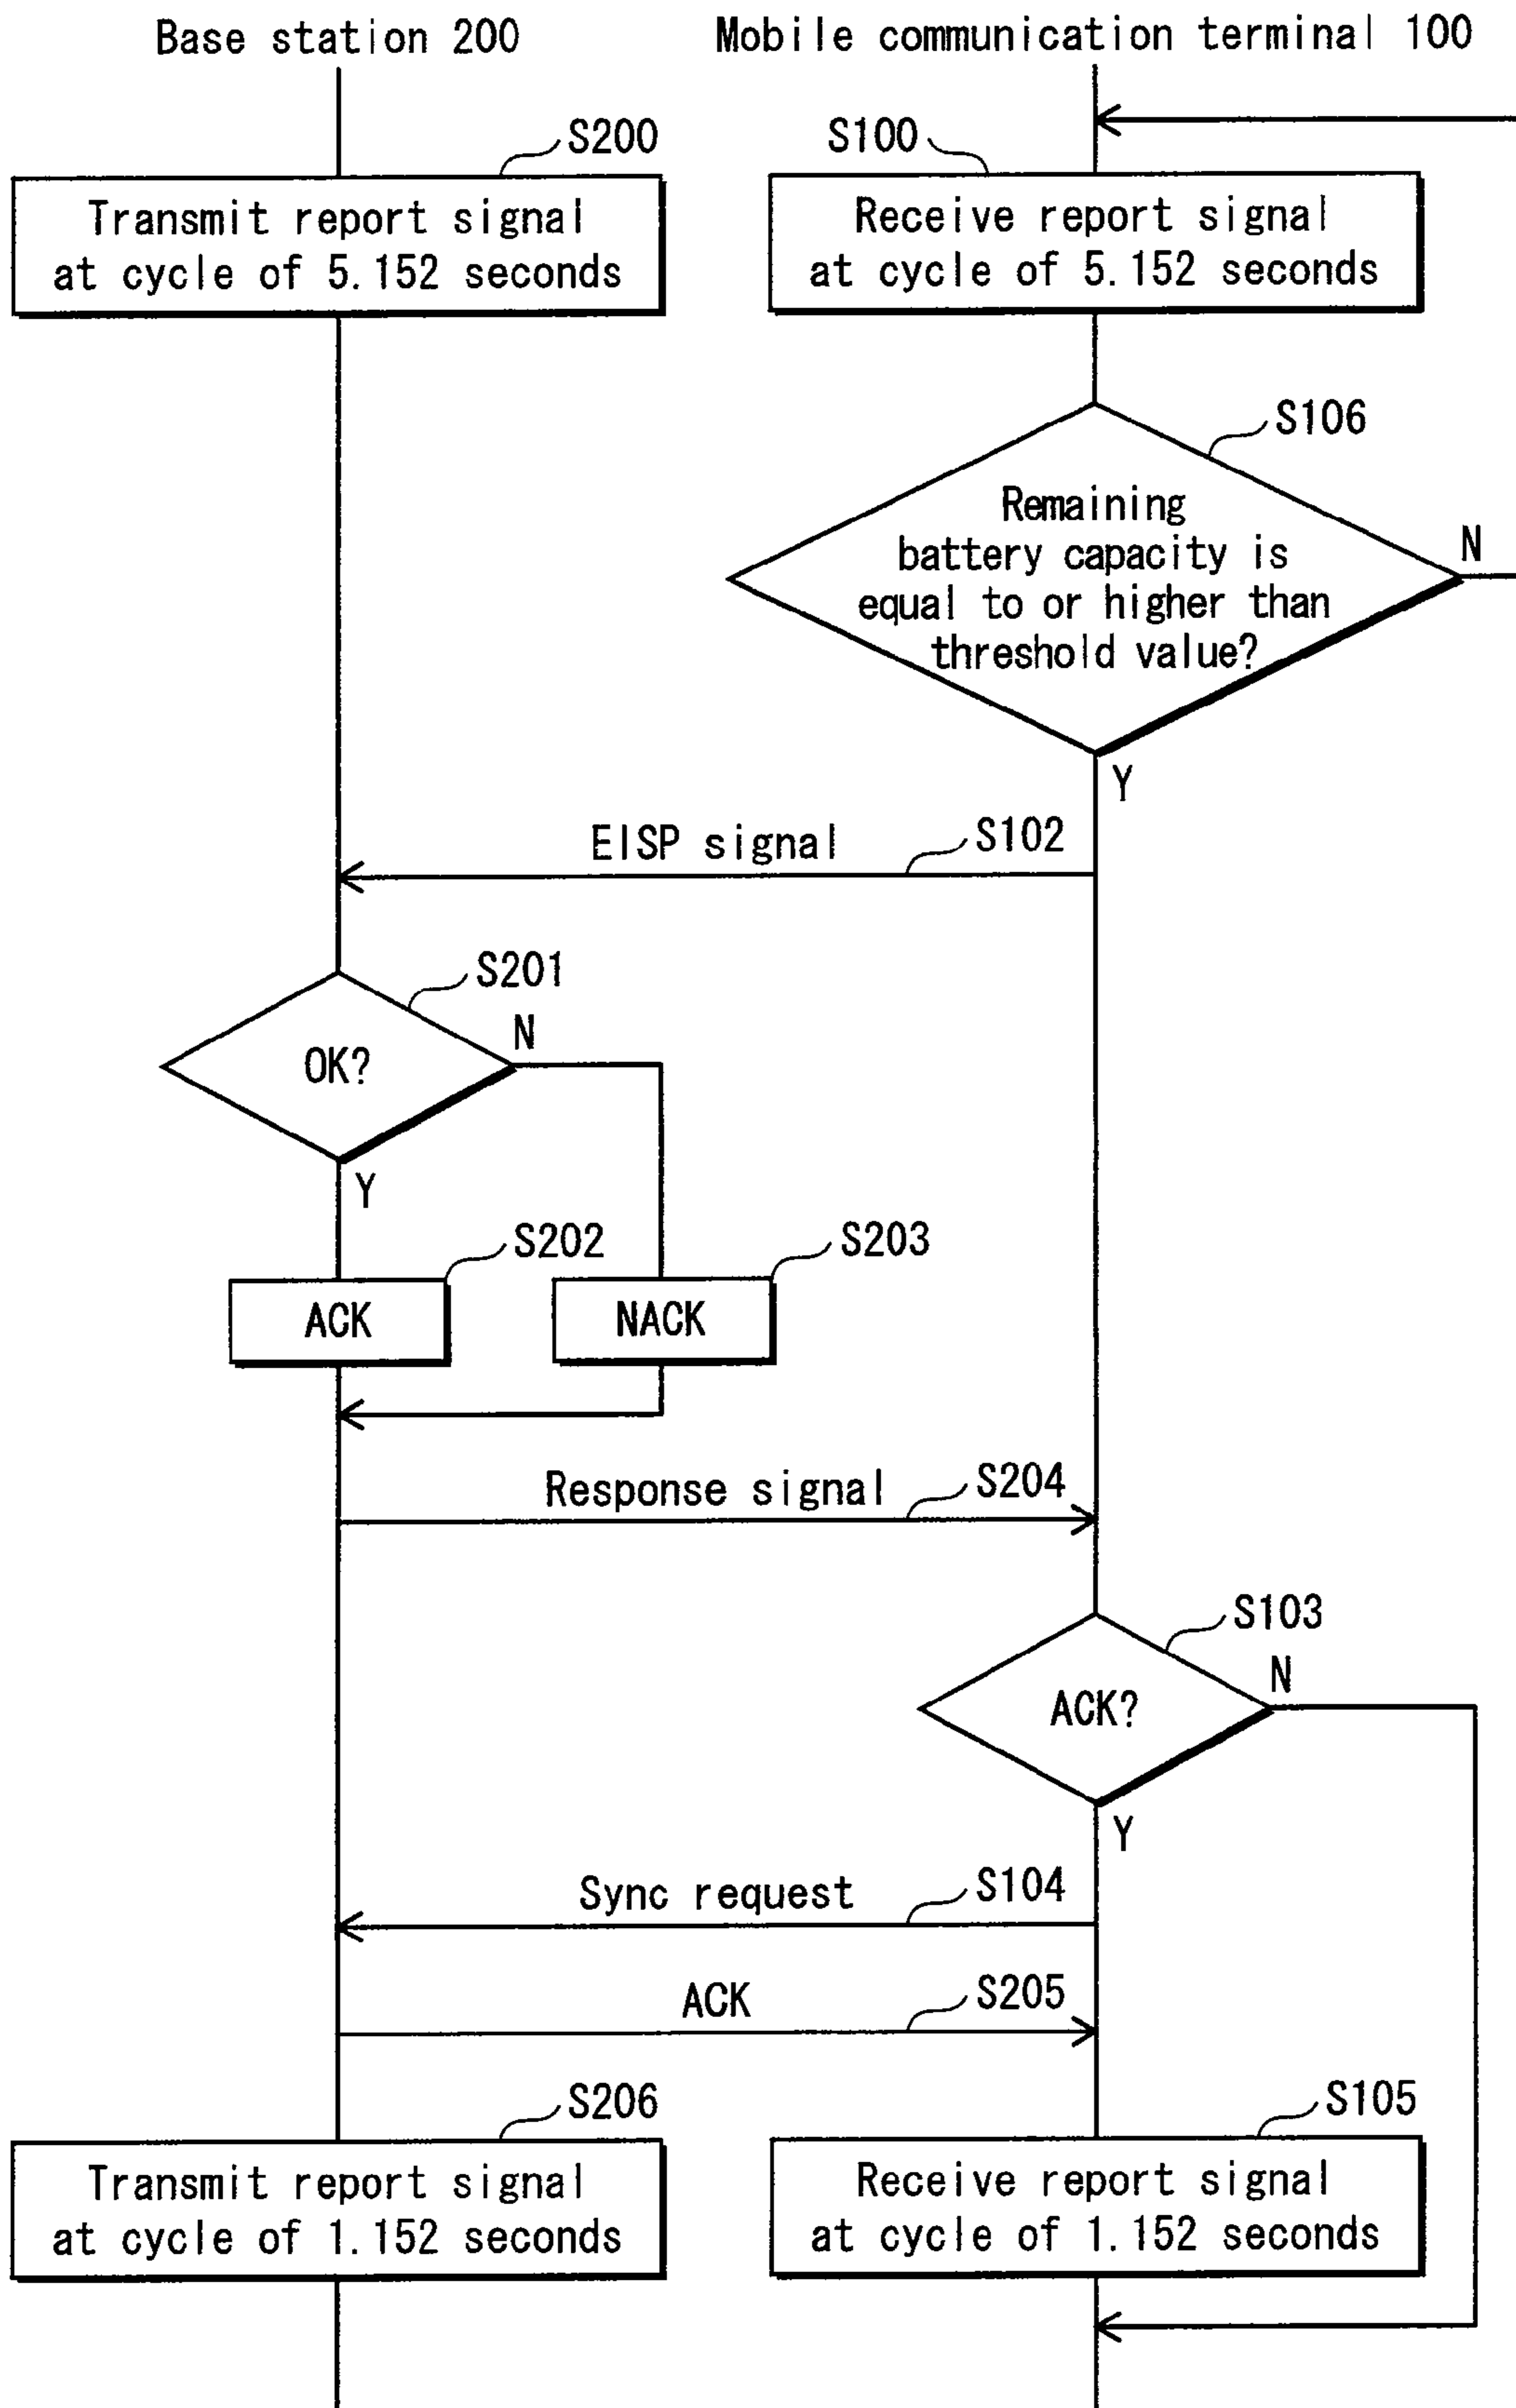 Base station 200
Mobile communication terminal 100
S200
S100
Transmit report signal
at cycle of 5.152 seconds
Receive report signal
at cycle of 5.152 seconds
S106
Remaining
battery capacity is
equal to or higher than
threshold value?
N
Y
EISP signal
S102
S201
OK?
N
Y
S202
S203
ACK
NACK
Response signal
S204
S103
ACK?
N
Y
Sync request
S104
ACK
S205
S206
S105
Transmit report signal
at cycle of 1.152 seconds
Receive report signal
at cycle of 1.152 seconds